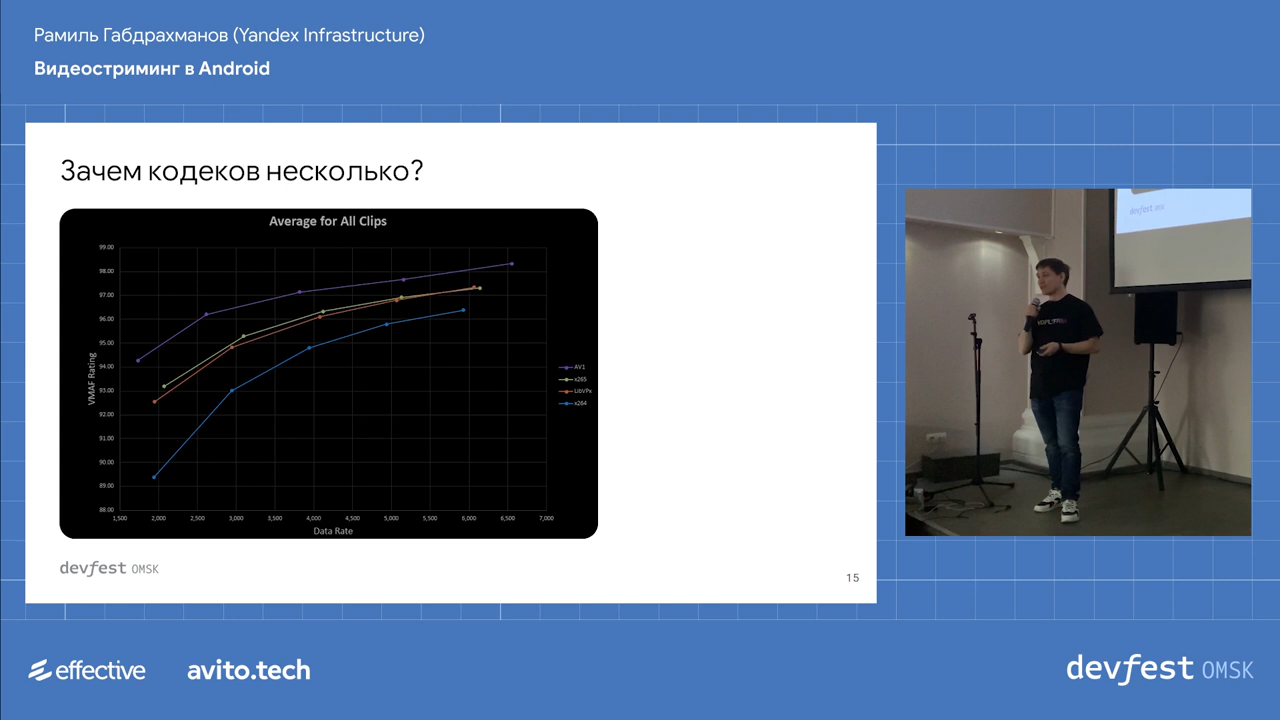 Рамиль Габдрахманов (Yandex Infrastructure)
Видеостриминг в Android
Зачем кодеков несколько?
Average for All Clips
99.00
98.00
97.00
96.00
95.00
94.00
93.00
92.00
91.00
90.00
89.00
88.00
VMAF Rating
AV1
x265
LibVPx
x264
1,500 2,000 2,500 3,000 3,500 4,000 4,500 5,000 5,500 6,000 6,500 7,000
Data Rate
devfest OMSK
15
devfest OMSK
effective
avito.tech
devfest OMSK